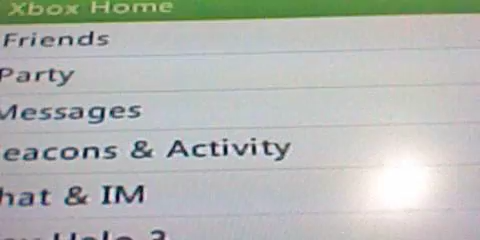 Xbox Home
Friends
Party
Messages
eacons & Activity
hat & IM